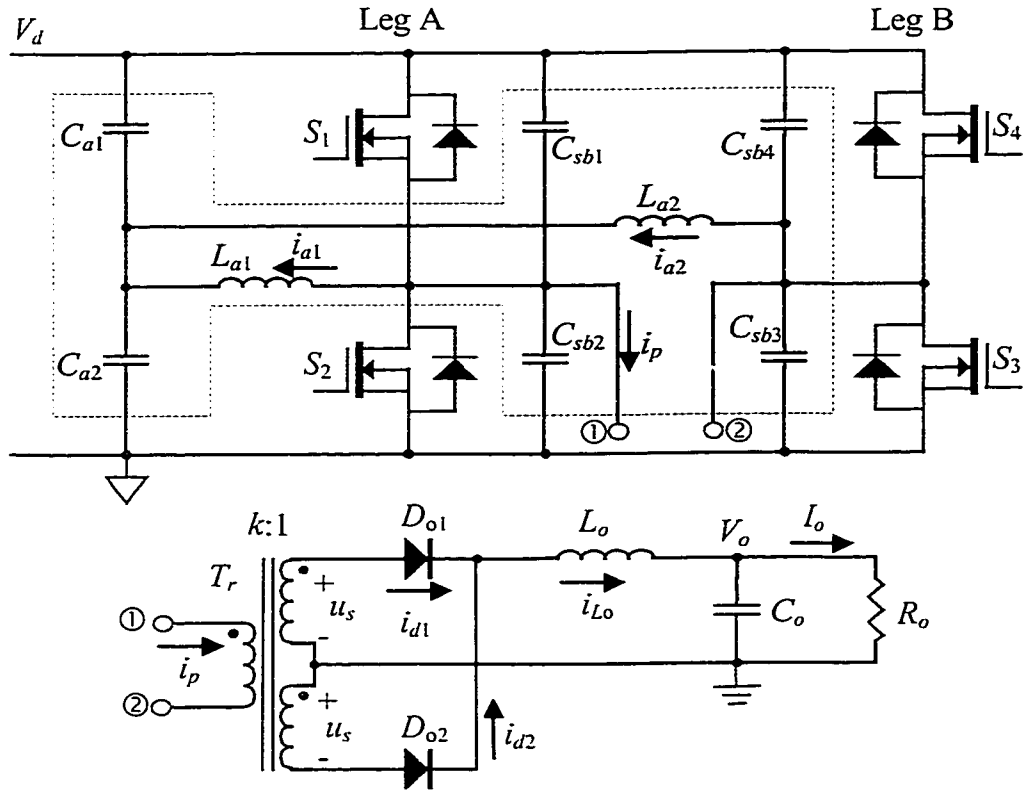 Leg A
Leg B
V_d
C_a1
S_1
C_sb1
C_sb4
S_4
L_a2
L_a1
i_a1
i_a2
C_a2
S_2
C_sb2
i_p
C_sb3
S_3
① ②
k:1
D_o1
L_o
V_o
I_o
T_r
+
u_s
-
i_d1
i_Lo
C_o
R_o
①
i_p
②
+
u_s
-
D_o2
i_d2